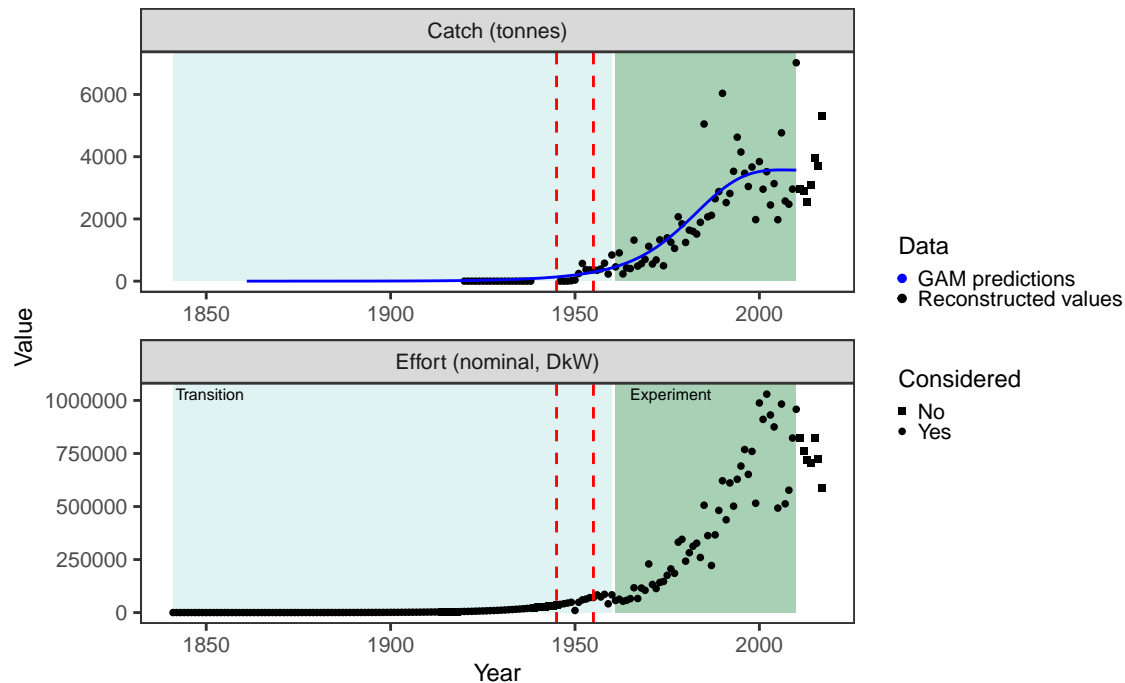 Catch (tonnes)
6000
4000
2000
0
1850 1900 1950 2000
Value
Effort (nominal, DkW)
Transition Experiment
1000000
750000
500000
250000
0
1850 1900 1950 2000
Year
Data
GAM predictions
Reconstructed values
Considered
No
Yes